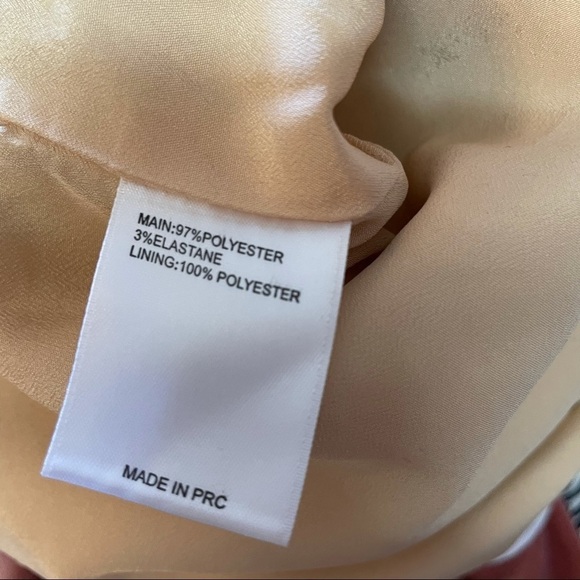 MAIN:97%POLYESTER
3%ELASTANE
LINING:100% POLYESTER
MADE IN PRC